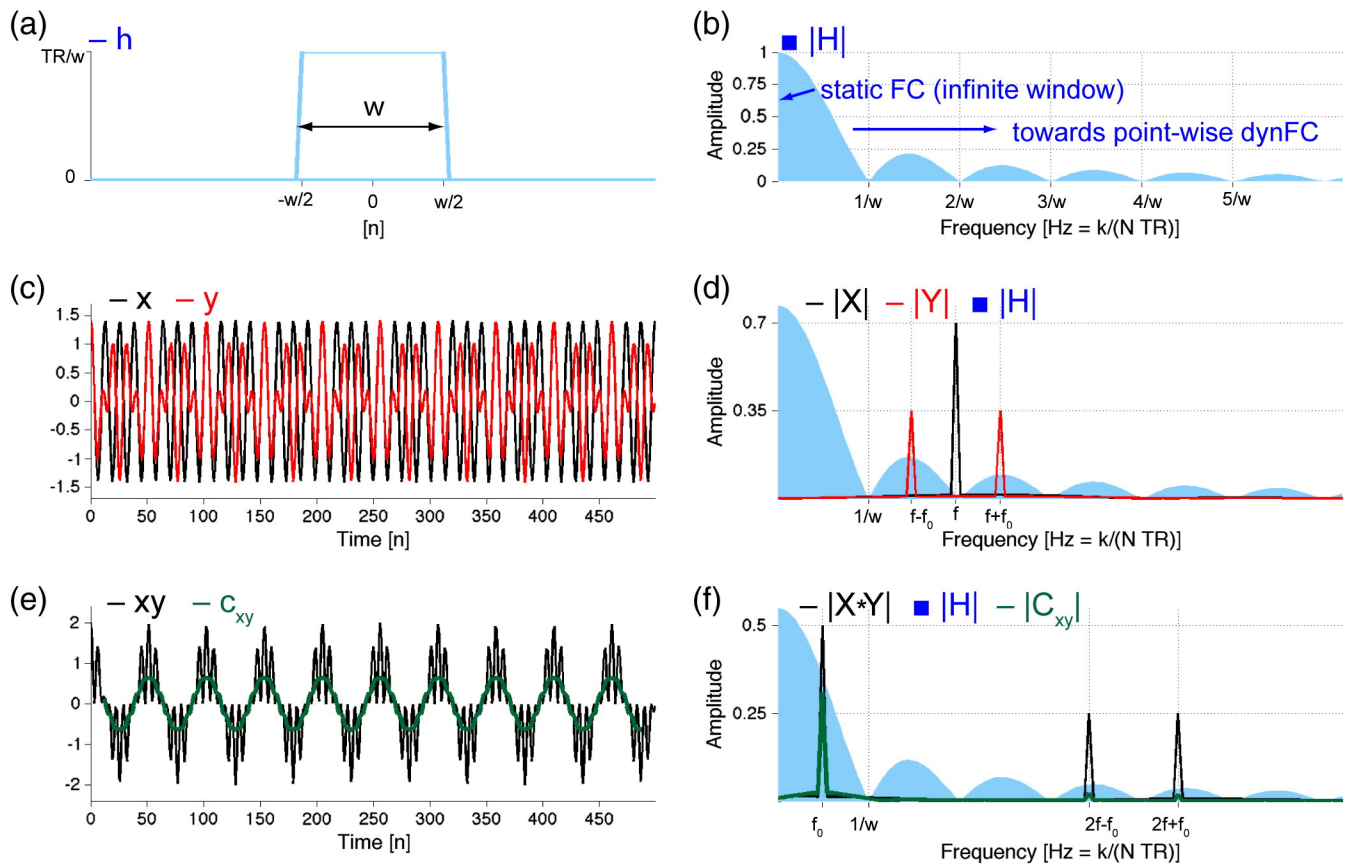 (a)
– h
TR/w
w
0
-w/2 0 w/2
[n]
(b)
■ |H|
1
0.75
0.5
0.25
0
Amplitude
static FC (infinite window)
towards point-wise dynFC
1/w 2/w 3/w 4/w 5/w
Frequency [Hz = k/(N TR)]
(c)
– x – y
1.5
1
0.5
0
-0.5
-1
-1.5
0 50 100 150 200 250 300 350 400 450
Time [n]
(d)
– |X| – |Y| ■ |H|
0.7
0.35
Amplitude
1/w f-f₀ f f+f₀
Frequency [Hz = k/(N TR)]
(e)
– xy – c_xy
2
1
0
-1
-2
0 50 100 150 200 250 300 350 400 450
Time [n]
(f)
– |X*Y| ■ |H| – |C_xy|
0.5
0.25
Amplitude
f₀ 1/w 2f-f₀ 2f+f₀
Frequency [Hz = k/(N TR)]